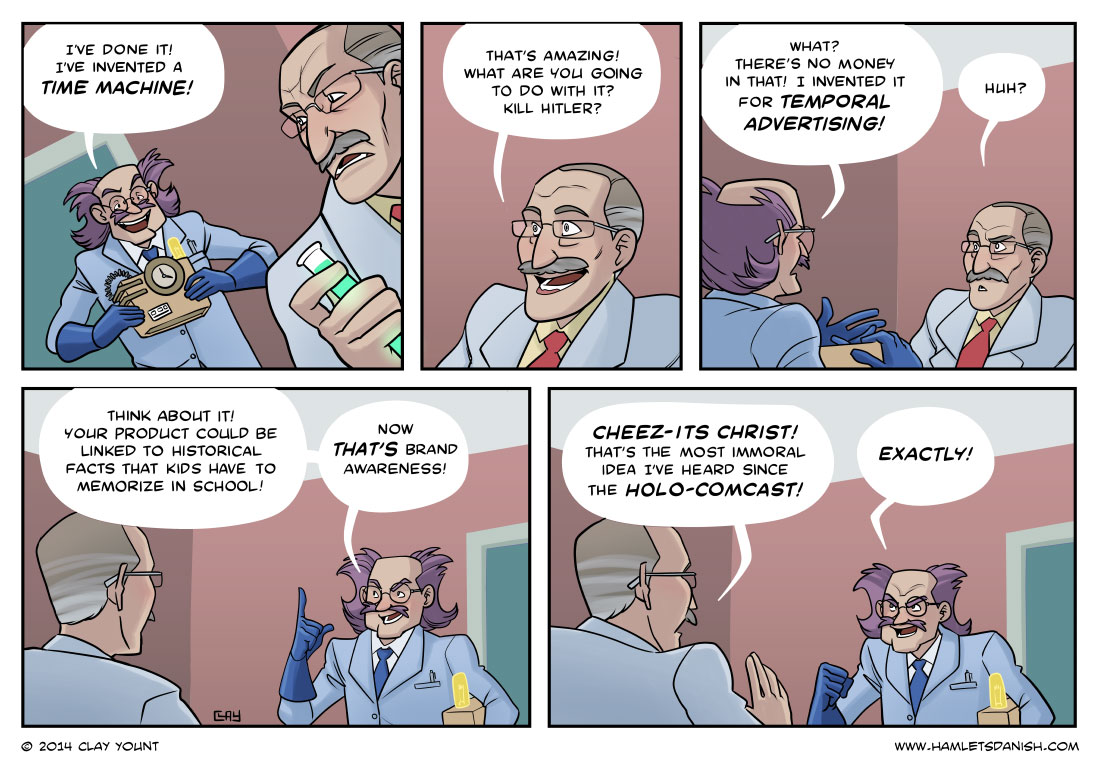 I'VE DONE IT!
I'VE INVENTED A
TIME MACHINE!
THAT'S AMAZING!
WHAT ARE YOU GOING
TO DO WITH IT?
KILL HITLER?
WHAT?
THERE'S NO MONEY
IN THAT! I INVENTED IT
FOR TEMPORAL
ADVERTISING!
HUH?
THINK ABOUT IT!
YOUR PRODUCT COULD BE
LINKED TO HISTORICAL
FACTS THAT KIDS HAVE TO
MEMORIZE IN SCHOOL!
NOW
THAT'S BRAND
AWARENESS!
CLAY
CHEEZ-ITS CHRIST!
THAT'S THE MOST IMMORAL
IDEA I'VE HEARD SINCE
THE HOLO-COMCAST!
EXACTLY!
© 2014 CLAY YOUNT
WWW.HAMLETSDANISH.COM